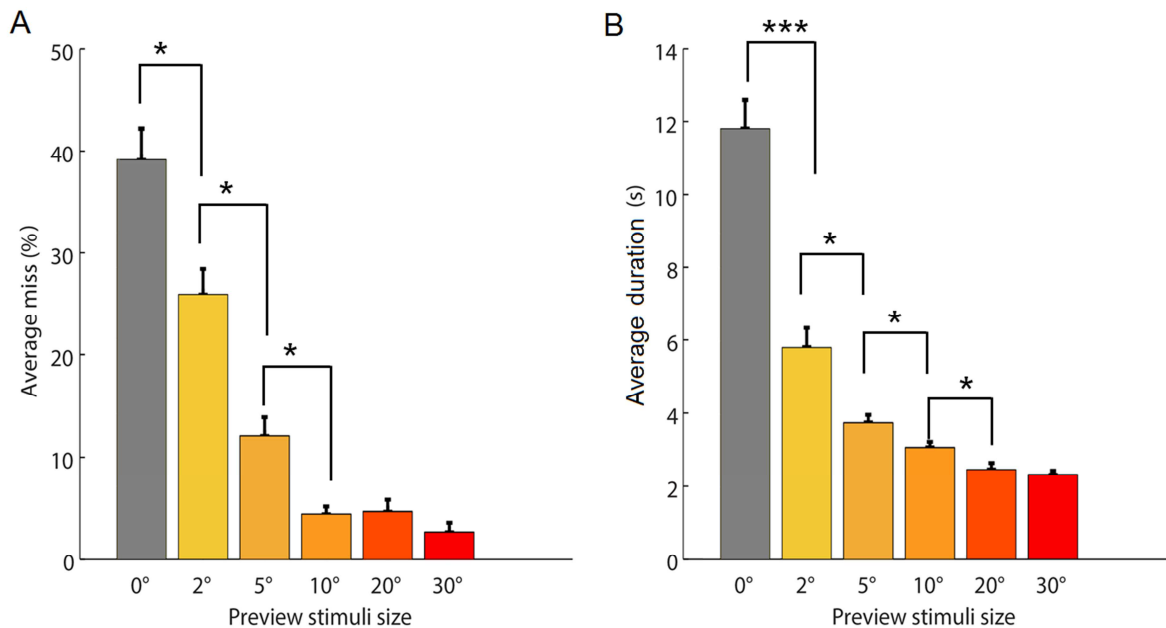 A
Average miss (%)
50
40
30
20
10
0
*
*
*
0° 2° 5° 10° 20° 30°
Preview stimuli size
B
Average duration (s)
14
12
10
8
6
4
2
0
***
*
*
*
0° 2° 5° 10° 20° 30°
Preview stimuli size